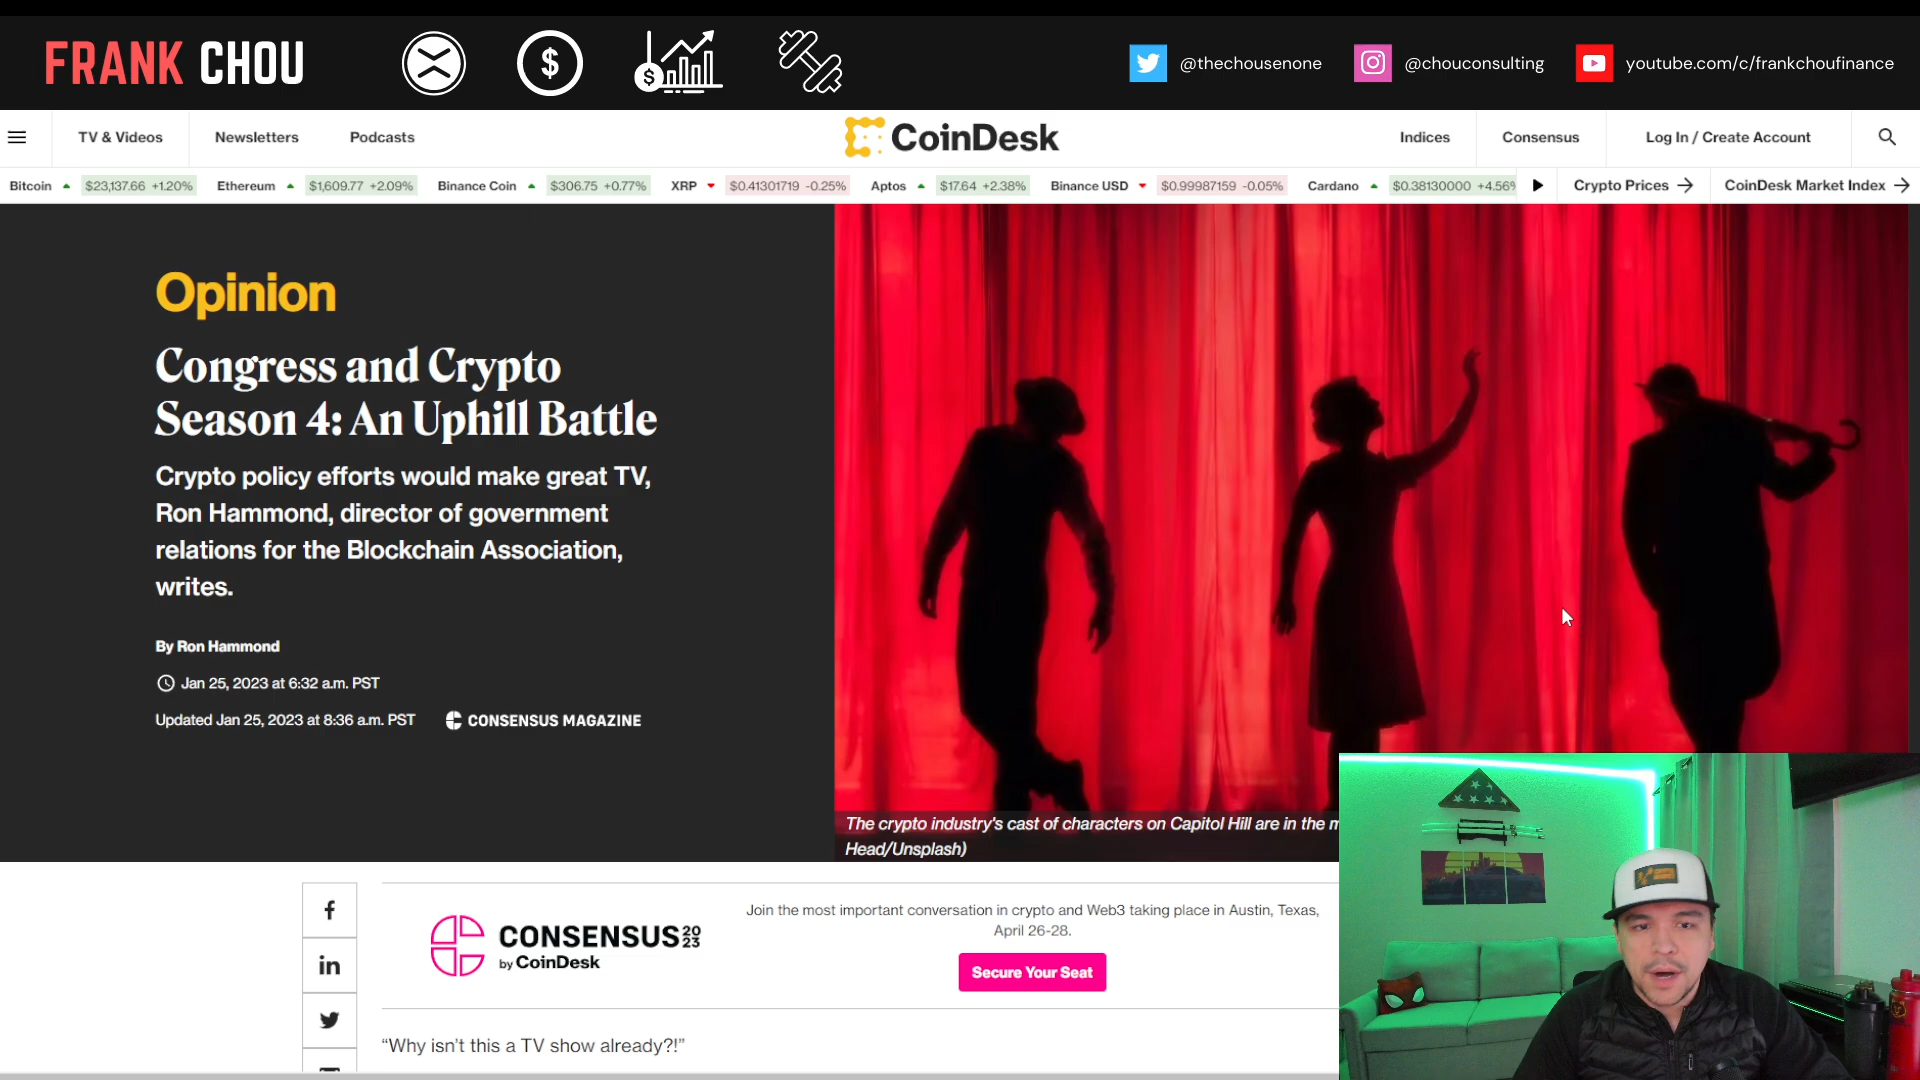 FRANK CHOU
@thechousenone
@chouconsulting
youtube.com/c/frankchoufinance
TV & Videos
Newsletters
Podcasts
CoinDesk
Indices
Consensus
Log In / Create Account
Bitcoin $23,137.66 +1.20%
Ethereum $1,609.77 +2.09%
Binance Coin $306.75 +0.77%
XRP $0.41301719 -0.25%
Aptos $17.64 +2.38%
Binance USD $0.99987159 -0.05%
Cardano $0.38130000 +4.56%
Crypto Prices →
CoinDesk Market Index →
Opinion
Congress and Crypto
Season 4: An Uphill Battle
Crypto policy efforts would make great TV,
Ron Hammond, director of government
relations for the Blockchain Association,
writes.
By Ron Hammond
Jan 25, 2023 at 6:32 a.m. PST
Updated Jan 25, 2023 at 8:36 a.m. PST
CONSENSUS MAGAZINE
The crypto industry's cast of characters on Capitol Hill are in the
Head/Unsplash)
CONSENSUS 2023
by CoinDesk
Join the most important conversation in crypto and Web3 taking place in Austin, Texas,
April 26-28.
Secure Your Seat
“Why isn’t this a TV show already?!”